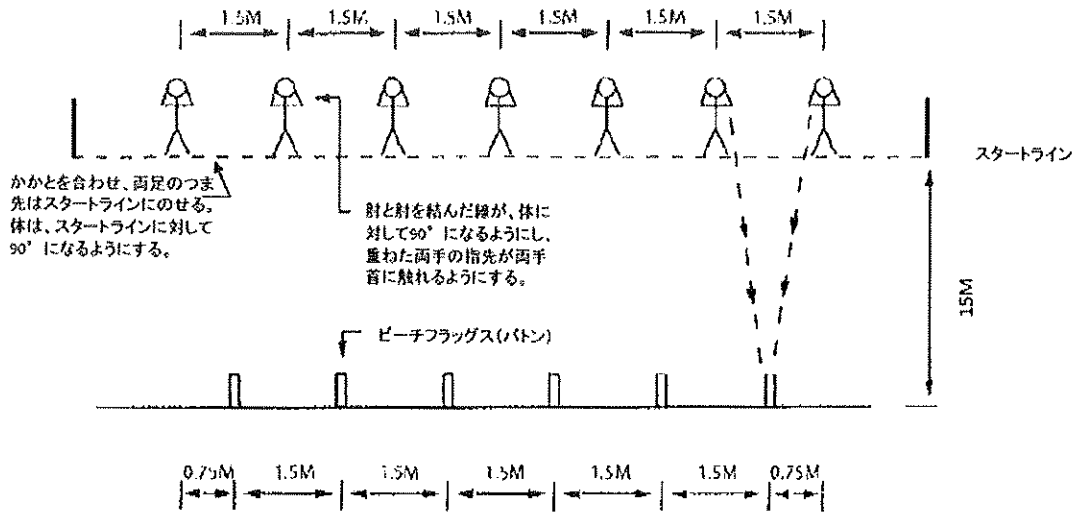 1.5M 1.5M 1.5M 1.5M 1.5M 1.5M
スタートライン
かかとを合わせ、両足のつま
先はスタートラインにのせる。
体は、スタートラインに対して
90°になるようにする。
肘と肘を結んだ線が、体に
対して90°になるようにし、
重ねた両手の指先が両手
首に触れるようにする。
15M
ビーチフラッグス(バトン)
0.75M 1.5M 1.5M 1.5M 1.5M 1.5M 0.75M